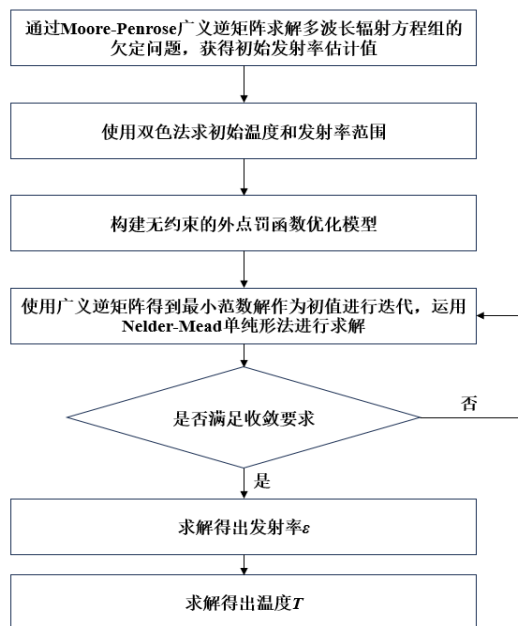 通过Moore-Penrose广义逆矩阵求解多波长辐射方程组的
欠定问题，获得初始发射率估计值
使用双色法求初始温度和发射率范围
构建无约束的外点罚函数优化模型
使用广义逆矩阵得到最小范数解作为初值进行迭代，运用
Nelder-Mead单纯形法进行求解
是否满足收敛要求
否
是
求解得出发射率ε
求解得出温度T